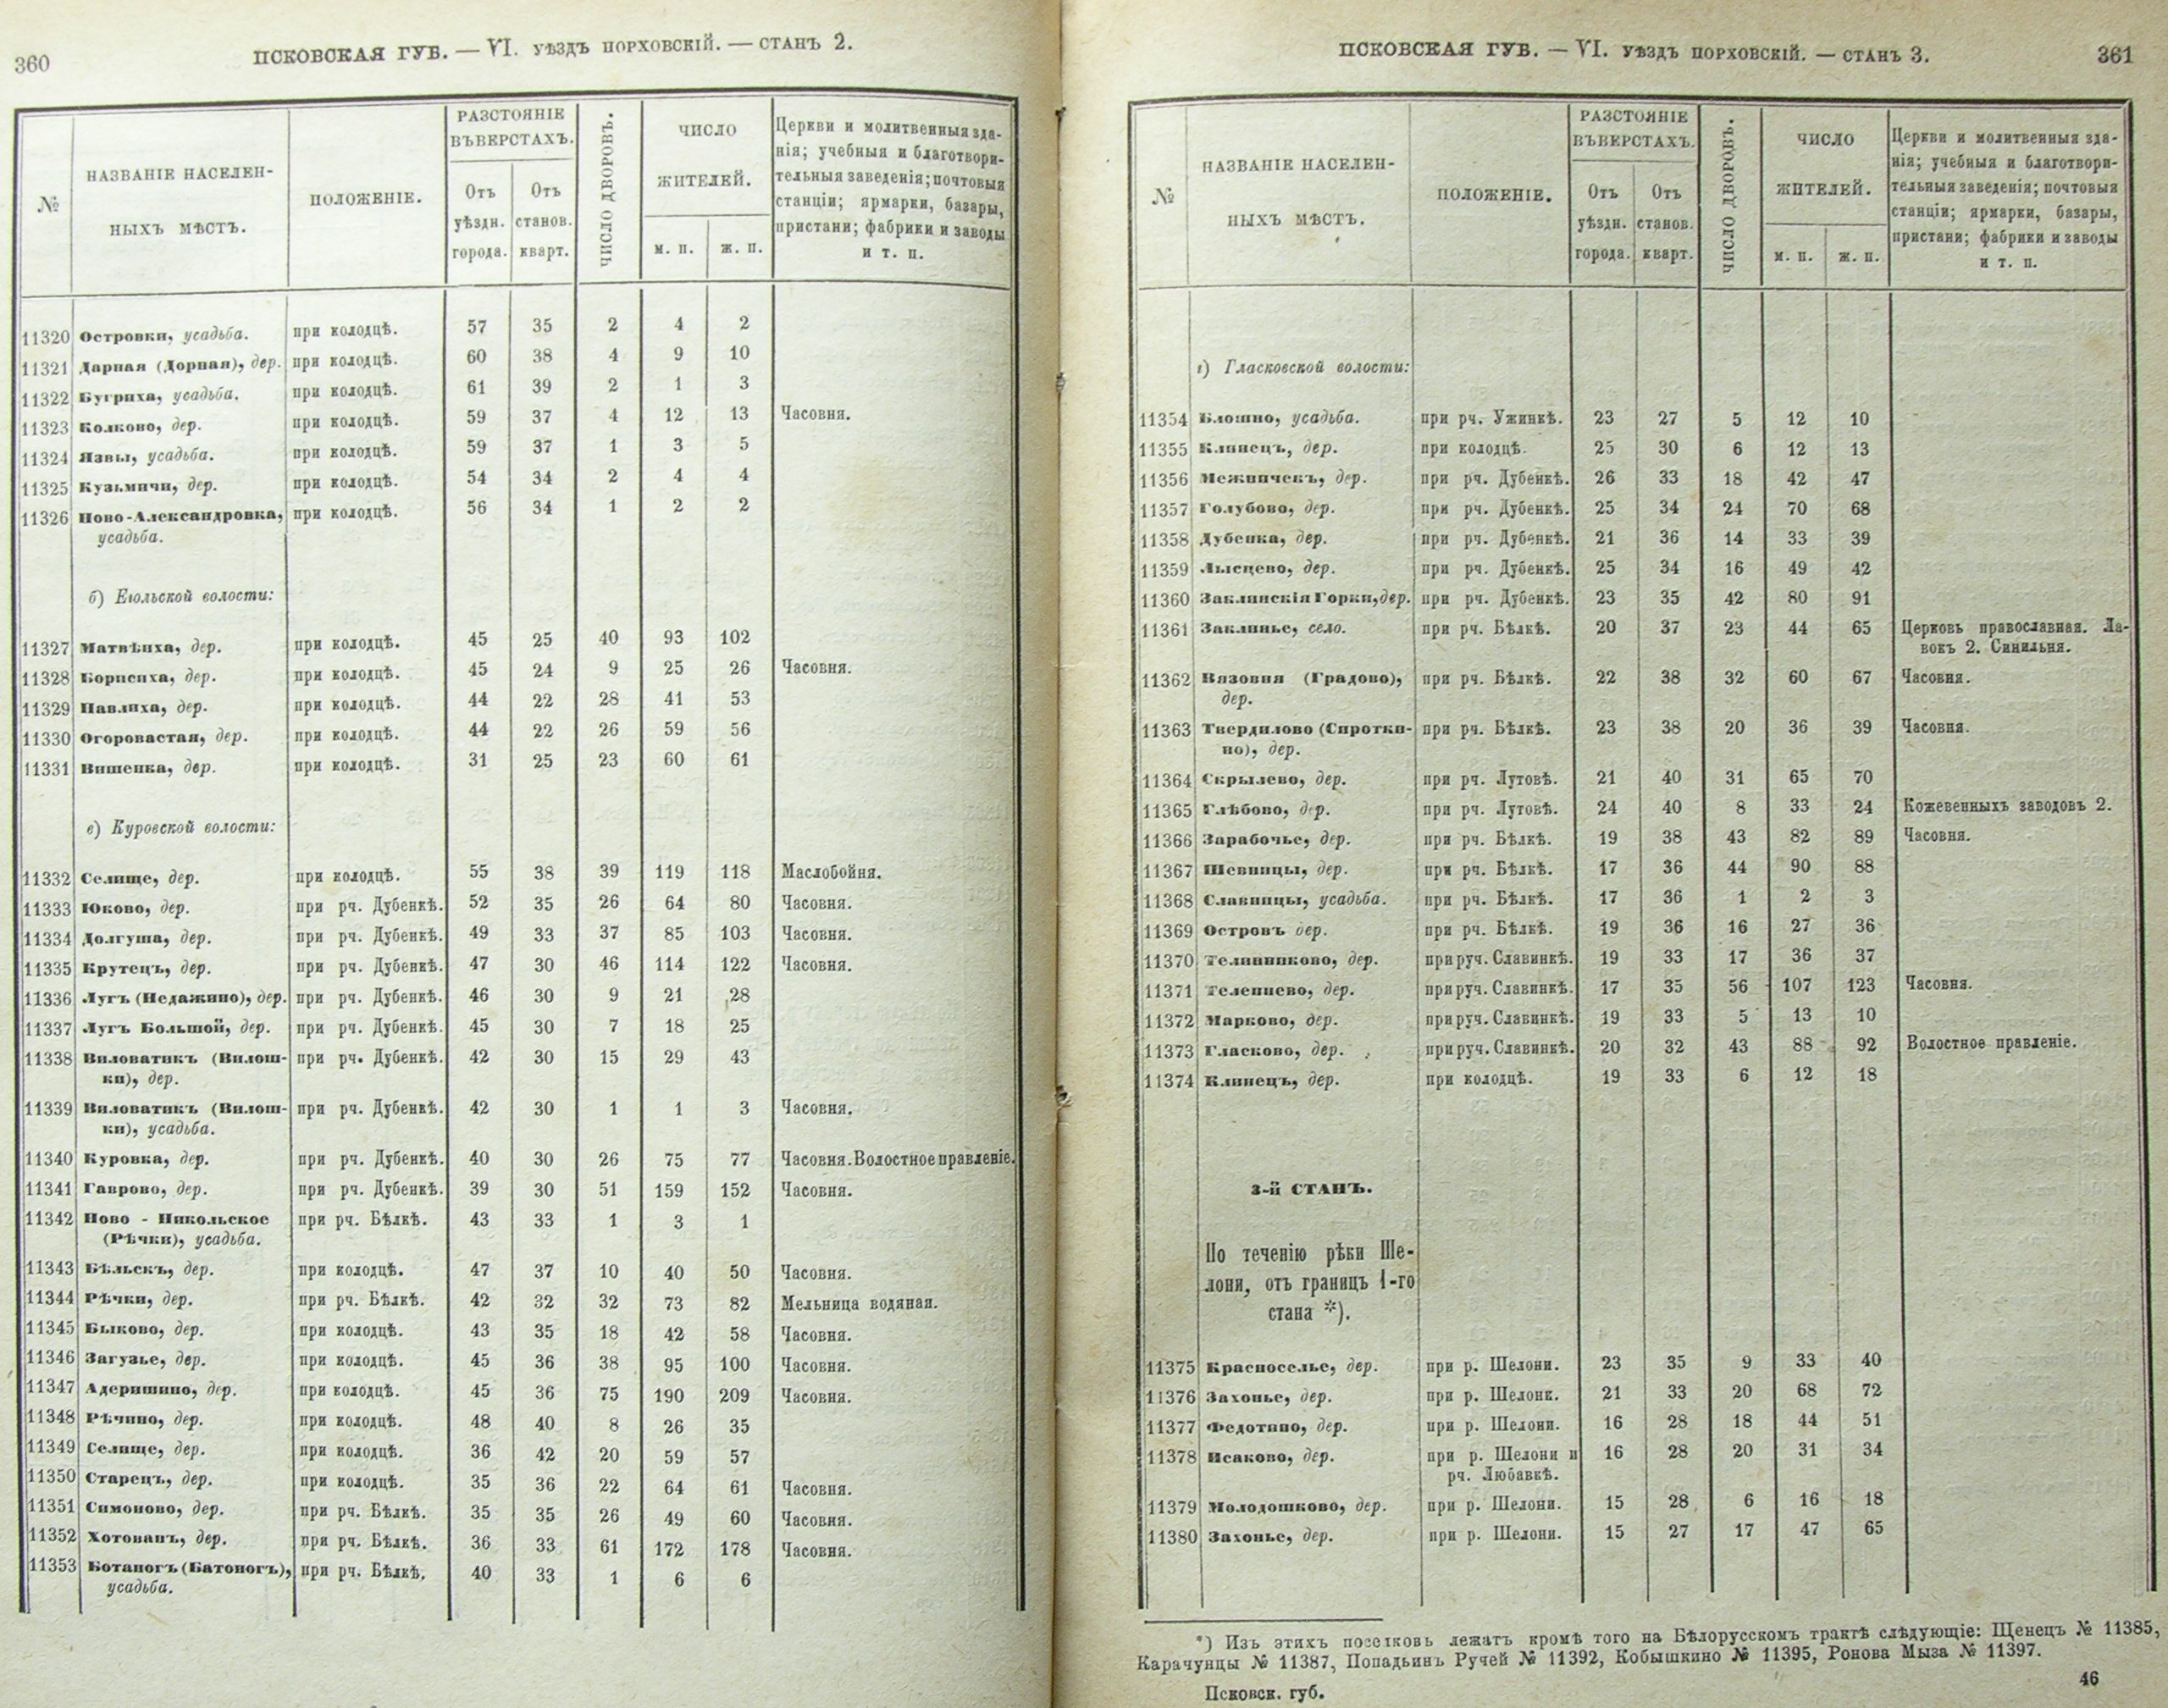 360
ПСКОВСКАЯ ГУБ. — VI. УѢЗДЪ ПОРХОВСКІЙ. — СТАНЪ 2.
№
НАЗВАНІЕ НАСЕЛЕН-
НЫХЪ МѢСТЪ.
ПОЛОЖЕНІЕ.
РАЗСТОЯНІЕ
ВЪ ВЕРСТАХЪ.
Отъ
уѣздн.
города.
Отъ
станов.
кварт.
ЧИСЛО ДВОРОВЪ.
ЧИСЛО
ЖИТЕЛЕЙ.
м. п.
ж. п.
Церкви и молитвенныя зда-
нія; учебныя и благотвори-
тельныя заведенія; почтовыя
станціи; ярмарки, базары,
пристани; фабрики и заводы
и т. п.
11320 Островки, усадьба. при колодцѣ. 57 35 2 4 2
11321 Дарная (Дорная), дер. при колодцѣ. 60 38 4 9 10
11322 Бугриха, усадьба. при колодцѣ. 61 39 2 1 3
11323 Колково, дер. при колодцѣ. 59 37 4 12 13 Часовня.
11324 Язвы, усадьба. при колодцѣ. 59 37 1 3 5
11325 Кузьмичи, дер. при колодцѣ. 54 34 2 4 4
11326 Ново-Александровка, при колодцѣ. 56 34 1 2 2
усадьба.
б) Еюльской волости:
11327 Матвѣиха, дер. при колодцѣ. 45 25 40 93 102
11328 Борисиха, дер. при колодцѣ. 45 24 9 25 26 Часовня.
11329 Павлиха, дер. при колодцѣ. 44 22 28 41 53
11330 Огоровастая, дер. при колодцѣ. 44 22 26 59 56
11331 Вишенка, дер. при колодцѣ. 31 25 23 60 61
в) Куровской волости:
11332 Селище, дер. при колодцѣ. 55 38 39 119 118 Маслобойня.
11333 Юково, дер. при рч. Дубенкѣ. 52 35 26 64 80 Часовня.
11334 Долгуша, дер. при рч. Дубенкѣ. 49 33 37 85 103 Часовня.
11335 Крутецъ, дер. при рч. Дубенкѣ. 47 30 46 114 122 Часовня.
11336 Лугъ (Недажино), дер. при рч. Дубенкѣ. 46 30 9 21 28
11337 Лугъ Большой, дер. при рч. Дубенкѣ. 45 30 7 18 25
11338 Виловатикъ (Вилош- при рч. Дубенкѣ. 42 30 15 29 43
ки), дер.
11339 Виловатикъ (Вилош- при рч. Дубенкѣ. 42 30 1 1 3 Часовня.
ки), усадьба.
11340 Куровка, дер. при рч. Дубенкѣ. 40 30 26 75 77 Часовня. Волостное правленіе.
11341 Гаврово, дер. при рч. Дубенкѣ. 39 30 51 159 152 Часовня.
11342 Ново - Никольское при рч. Бѣлкѣ. 43 33 1 3 1
(Рѣчки), усадьба.
11343 Бѣльскъ, дер. при колодцѣ. 47 37 10 40 50 Часовня.
11344 Рѣчки, дер. при рч. Бѣлкѣ. 42 32 32 73 82 Мельница водяная.
11345 Быково, дер. при колодцѣ. 43 35 18 42 58 Часовня.
11346 Загузье, дер. при колодцѣ. 45 36 38 95 100 Часовня.
11347 Адеришино, дер. при колодцѣ. 45 36 75 190 209 Часовня.
11348 Рѣчино, дер. при колодцѣ. 48 40 8 26 35
11349 Селище, дер. при колодцѣ. 36 42 20 59 57
11350 Старецъ, дер. при колодцѣ. 35 36 22 64 61 Часовня.
11351 Симоново, дер. при рч. Бѣлкѣ. 35 35 26 49 60 Часовня.
11352 Хотованъ, дер. при рч. Бѣлкѣ. 36 33 61 172 178 Часовня.
11353 Ботаногъ (Батоногъ), при рч. Бѣлкѣ, 40 33 1 6 6
усадьба.
ПСКОВСКАЯ ГУБ. — VI. УѢЗДЪ ПОРХОВСКІЙ. — СТАНЪ 3.
361
№
НАЗВАНІЕ НАСЕЛЕН-
НЫХЪ МѢСТЪ.
ПОЛОЖЕНІЕ.
РАЗСТОЯНІЕ
ВЪ ВЕРСТАХЪ.
Отъ
уѣздн.
города.
Отъ
станов.
кварт.
ЧИСЛО ДВОРОВЪ.
ЧИСЛО
ЖИТЕЛЕЙ.
м. п.
ж. п.
Церкви и молитвенныя зда-
нія; учебныя и благотвори-
тельныя заведенія; почтовыя
станціи; ярмарки, базары,
пристани; фабрики и заводы
и т. п.
г) Гласковской волости:
11354 Блошно, усадьба. при рч. Ужинкѣ. 23 27 5 12 10
11355 Клинецъ, дер. при колодцѣ. 25 30 6 12 13
11356 Межничекъ, дер. при рч. Дубенкѣ. 26 33 18 42 47
11357 Голубово, дер. при рч. Дубенкѣ. 25 34 24 70 68
11358 Дубенка, дер. при рч. Дубенкѣ. 21 36 14 33 39
11359 Лысцево, дер. при рч. Дубенкѣ. 25 34 16 49 42
11360 Заклинскія Горки, дер. при рч. Дубенкѣ. 23 35 42 80 91
11361 Заклинье, село. при рч. Бѣлкѣ. 20 37 23 44 65 Церковь православная. Ла-
вокъ 2. Синильня.
11362 Вязовня (Градово), при рч. Бѣлкѣ. 22 38 32 60 67 Часовня.
дер.
11363 Твердилово (Сиротки- при рч. Бѣлкѣ. 23 38 20 36 39 Часовня.
но), дер.
11364 Скрылево, дер. при рч. Лутовѣ. 21 40 31 65 70
11365 Глѣбово, дер. при рч. Лутовѣ. 24 40 8 33 24 Кожевенныхъ заводовъ 2.
11366 Зарабочье, дер. при рч. Бѣлкѣ. 19 38 43 82 89 Часовня.
11367 Шевницы, дер. при рч. Бѣлкѣ. 17 36 44 90 88
11368 Славницы, усадьба. при рч. Бѣлкѣ. 17 36 1 2 3
11369 Островъ дер. при рч. Бѣлкѣ. 19 36 16 27 36
11370 Теливниково, дер. при руч. Славинкѣ. 19 33 17 36 37
11371 Телепнево, дер. при руч. Славинкѣ. 17 35 56 107 123 Часовня.
11372 Марково, дер. при руч. Славинкѣ. 19 33 5 13 10
11373 Гласково, дер. при руч. Славинкѣ. 20 32 43 88 92 Волостное правленіе.
11374 Клинецъ, дер. при колодцѣ. 19 33 6 12 18
3-й СТАНЪ.
По теченію рѣки Ше-
лони, отъ границъ 1-го
стана *).
11375 Красноселье, дер. при р. Шелони. 23 35 9 33 40
11376 Захонье, дер. при р. Шелони. 21 33 20 68 72
11377 Федотино, дер. при р. Шелони. 16 28 18 44 51
11378 Исаково, дер. при р. Шелони и 16 28 20 31 34
рч. Любавкѣ.
11379 Молодошково, дер. при р. Шелони. 15 28 6 16 18
11380 Захонье, дер. при р. Шелони. 15 27 17 47 65
*) Изъ этихъ поселковъ лежатъ кромѣ того на Бѣлорусскомъ трактѣ слѣдующіе: Щенецъ № 11385,
Карачунцы № 11387, Попадьинъ Ручей № 11392, Кобышкино № 11395, Ронова Мыза № 11397.
Псковск. губ.
46